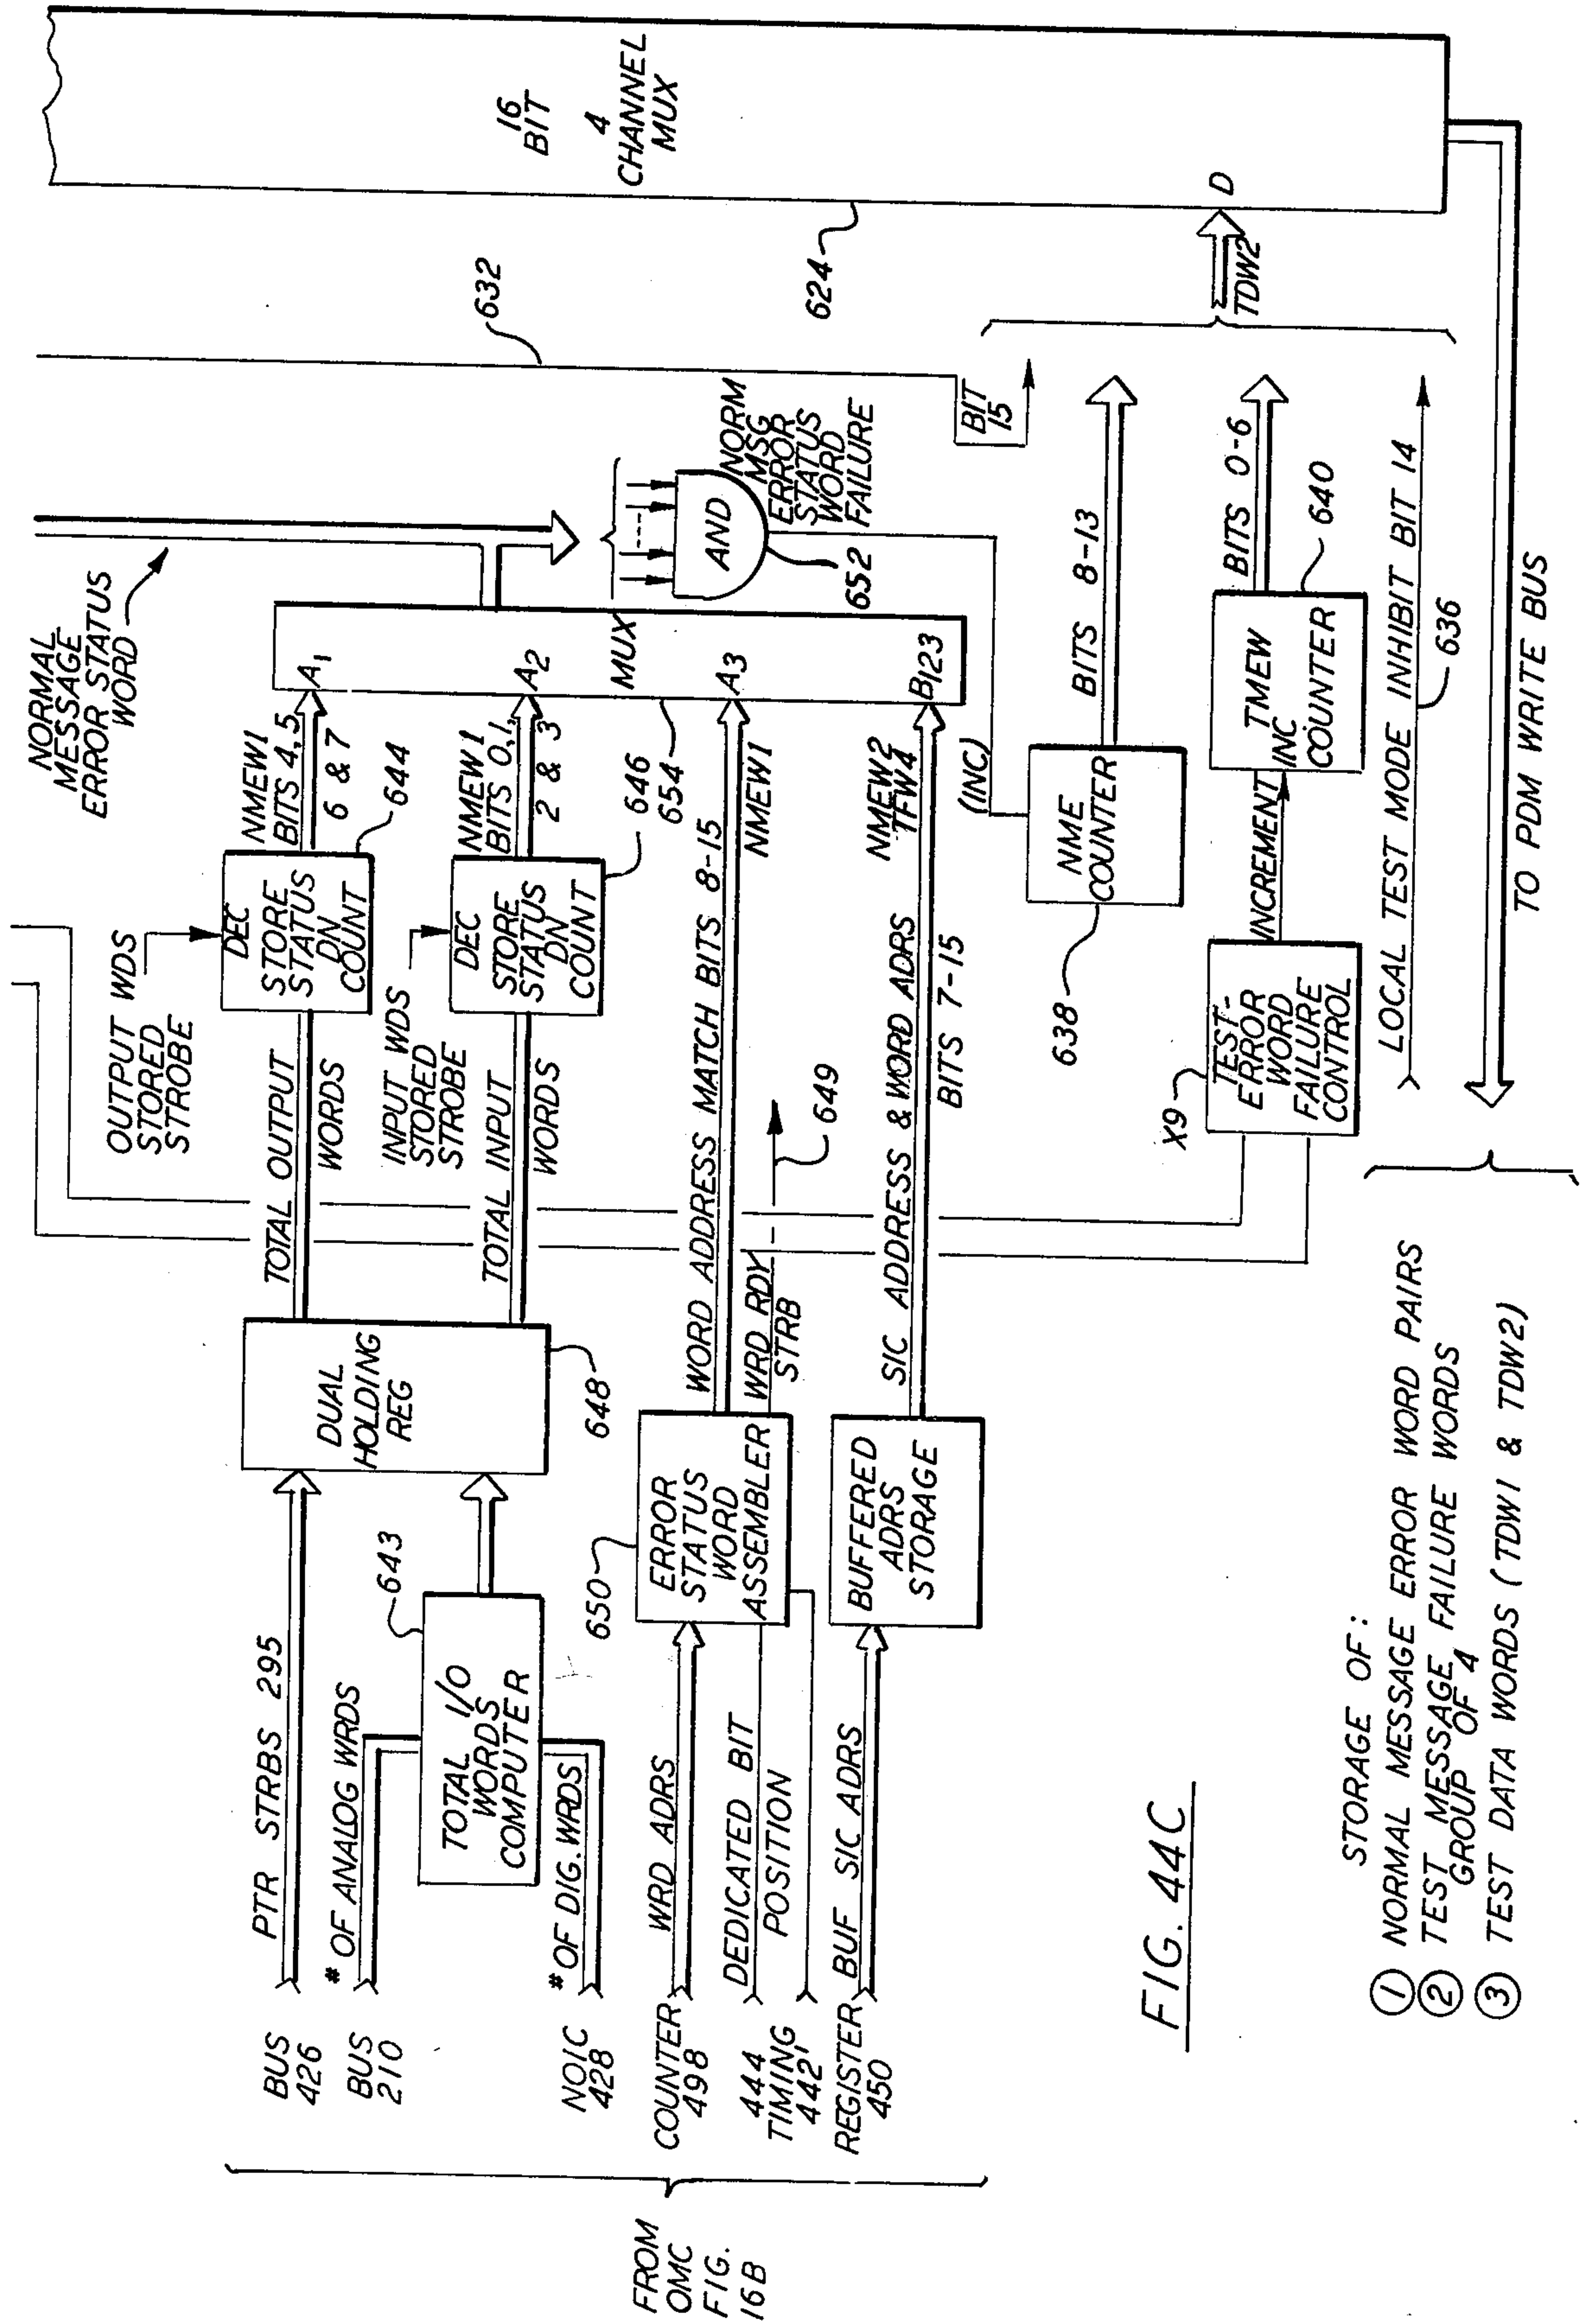 FROM
OMC
FIG.
16B
BUS
426
BUS
210
NOIC
428
COUNTER
498
444
TIMING
442'
REGISTER
450
PTR STRBS 295
# OF ANALOG WRDS
# OF DIG. WRDS
WRD ADRS
DEDICATED BIT
POSITION
BUF SIC ADRS
643
TOTAL I/O
WORDS
COMPUTER
650
ERROR
STATUS
WORD
ASSEMBLER
BUFFERED
ADRS
STORAGE
DUAL
HOLDING
REG
648
TOTAL OUTPUT
WORDS
TOTAL INPUT
WORDS
WORD ADDRESS MATCH BITS 8-15
NMEW1
WRD RDY
STRB
649
SIC ADDRESS & WORD ADRS
BITS 7-15
NMEW2
TFW4
OUTPUT WDS
STORED
STROBE
INPUT WDS
STORED
STROBE
DEC
STORE
STATUS
DN
COUNT
644
DEC
STORE
STATUS
DN
COUNT
646
654
NMEW1
BITS 4,5
6 & 7
NMEW1
BITS 0,1,
2 & 3
NORMAL
MESSAGE
ERROR STATUS
WORD
A1
A2
MUX
A3
B123
AND
652
NORM
MSG
ERROR
STATUS
WORD
FAILURE
(INC)
632
BIT
15
624
16
BIT
4
CHANNEL
MUX
D
TDW2
638
NME
COUNTER
BITS 8-13
X9
TEST-
ERROR
WORD
FAILURE
CONTROL
INCREMENT
TMEW
INC
COUNTER
640
BITS 0-6
LOCAL TEST MODE INHIBIT BIT 14
636
TO PDM WRITE BUS
FIG. 44C
STORAGE OF:
1 NORMAL MESSAGE ERROR WORD PAIRS
2 TEST MESSAGE FAILURE WORDS
GROUP OF 4
3 TEST DATA WORDS (TDW1 & TDW2)